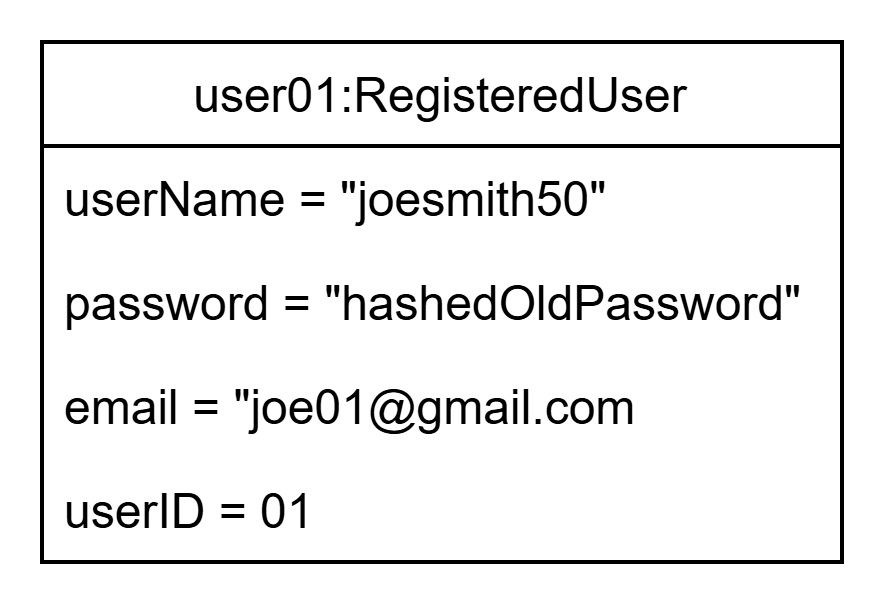 user01:RegisteredUser
userName = "joesmith50"
password = "hashedOldPassword"
email = "joe01@gmail.com
userID = 01